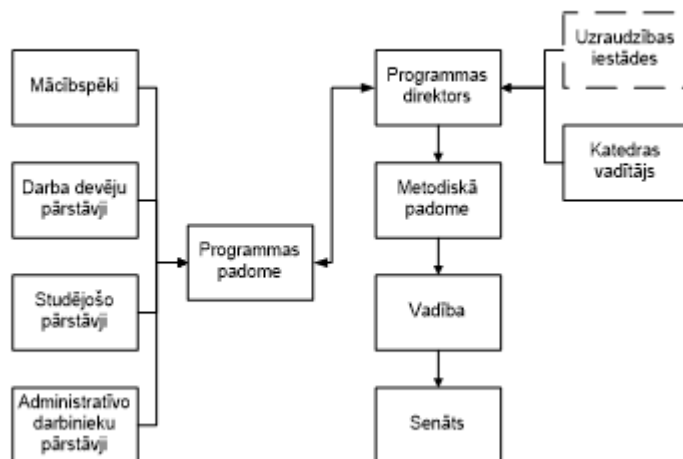 Mācībspēki
Darba devēju
pārstāvji
Studējošo
pārstāvji
Administratīvo
darbinieku
pārstāvji
Programmas
padome
Programmas
direktors
Metodiskā
padome
Vadība
Senāts
Uzraudzības
iestādes
Katedras
vadītājs